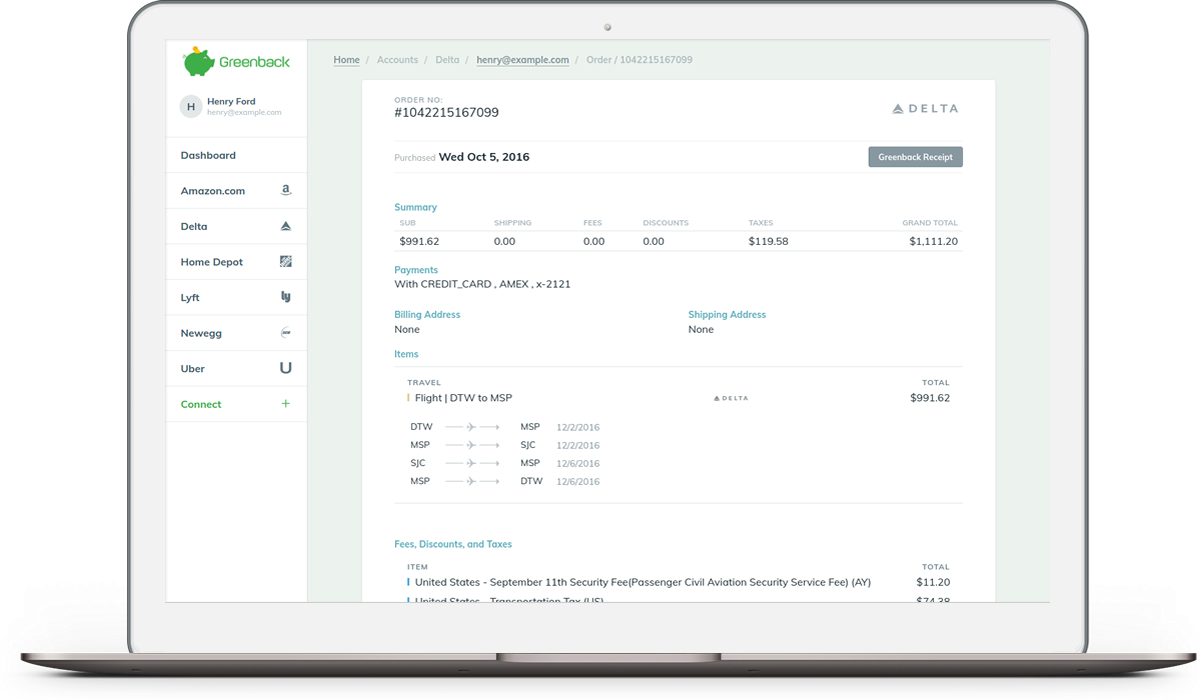 Greenback
H
Henry Ford
henry@example.com
Dashboard
Amazon.com a
Delta
Home Depot
Lyft ly
Newegg
Uber U
Connect +
Home / Accounts / Delta / henry@example.com / Order / 1042215167099
ORDER NO:
#1042215167099
DELTA
Purchased Wed Oct 5, 2016
Greenback Receipt
Summary
SUB SHIPPING FEES DISCOUNTS TAXES GRAND TOTAL
$991.62 0.00 0.00 0.00 $119.58 $1,111.20
Payments
With CREDIT_CARD , AMEX , x-2121
Billing Address Shipping Address
None None
Items
TRAVEL TOTAL
Flight | DTW to MSP DELTA $991.62
DTW MSP 12/2/2016
MSP SJC 12/2/2016
SJC MSP 12/6/2016
MSP DTW 12/6/2016
Fees, Discounts, and Taxes
ITEM TOTAL
United States - September 11th Security Fee(Passenger Civil Aviation Security Service Fee) (AY) $11.20
United States - Transportation Tax (US) $74.38